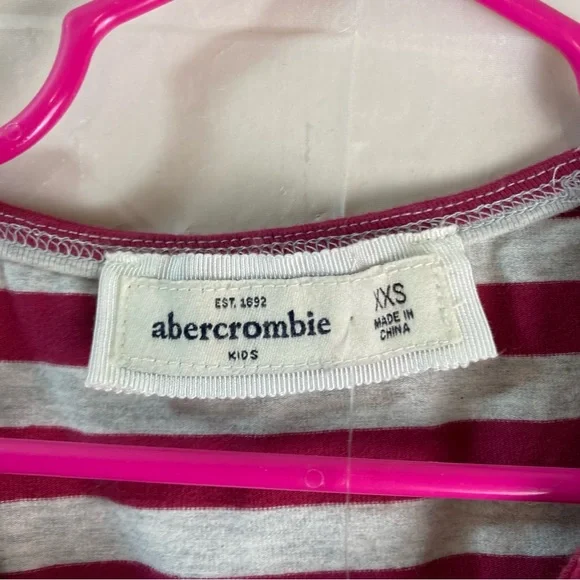 EST. 1892
abercrombie
KIDS
XXS
MADE IN
CHINA